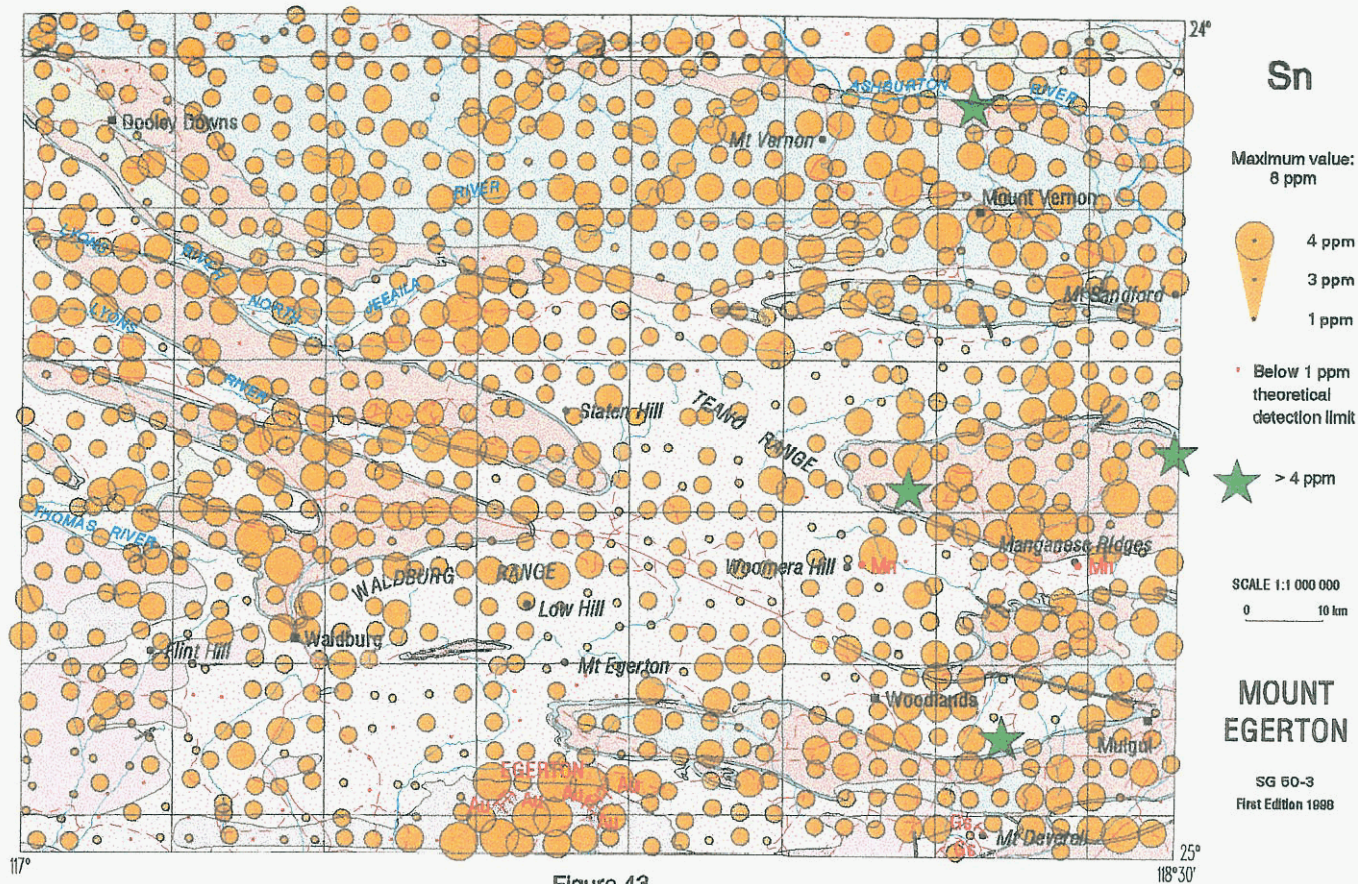 24°
Sn
ASHBURTON
RIVER
Dooley Downs
Mt Vernon
Maximum value:
6 ppm
RIVER
Mount Vernon
4 ppm
3 ppm
1 ppm
LYONS
RIVER
NORTH
JEEAILA
Mt Sandford
LYONS
RIVER
Below 1 ppm
theoretical
detection limit
Staten Hill
TEANO
RANGE
> 4 ppm
THOMAS RIVER
Manganese Ridges
Woomera Hill
Mn
Mn
WALDBURG RANGE
Low Hill
SCALE 1:1 000 000
0 10 km
Waldburg
Flint Hill
Mt Egerton
Woodlands
MOUNT
EGERTON
Mulgul
SG 50-3
First Edition 1998
EGERTON
Au
Au
Au
Au
Au
Gs
Mt Deverell
Gs
117°
25°
118°30'
Figure 43